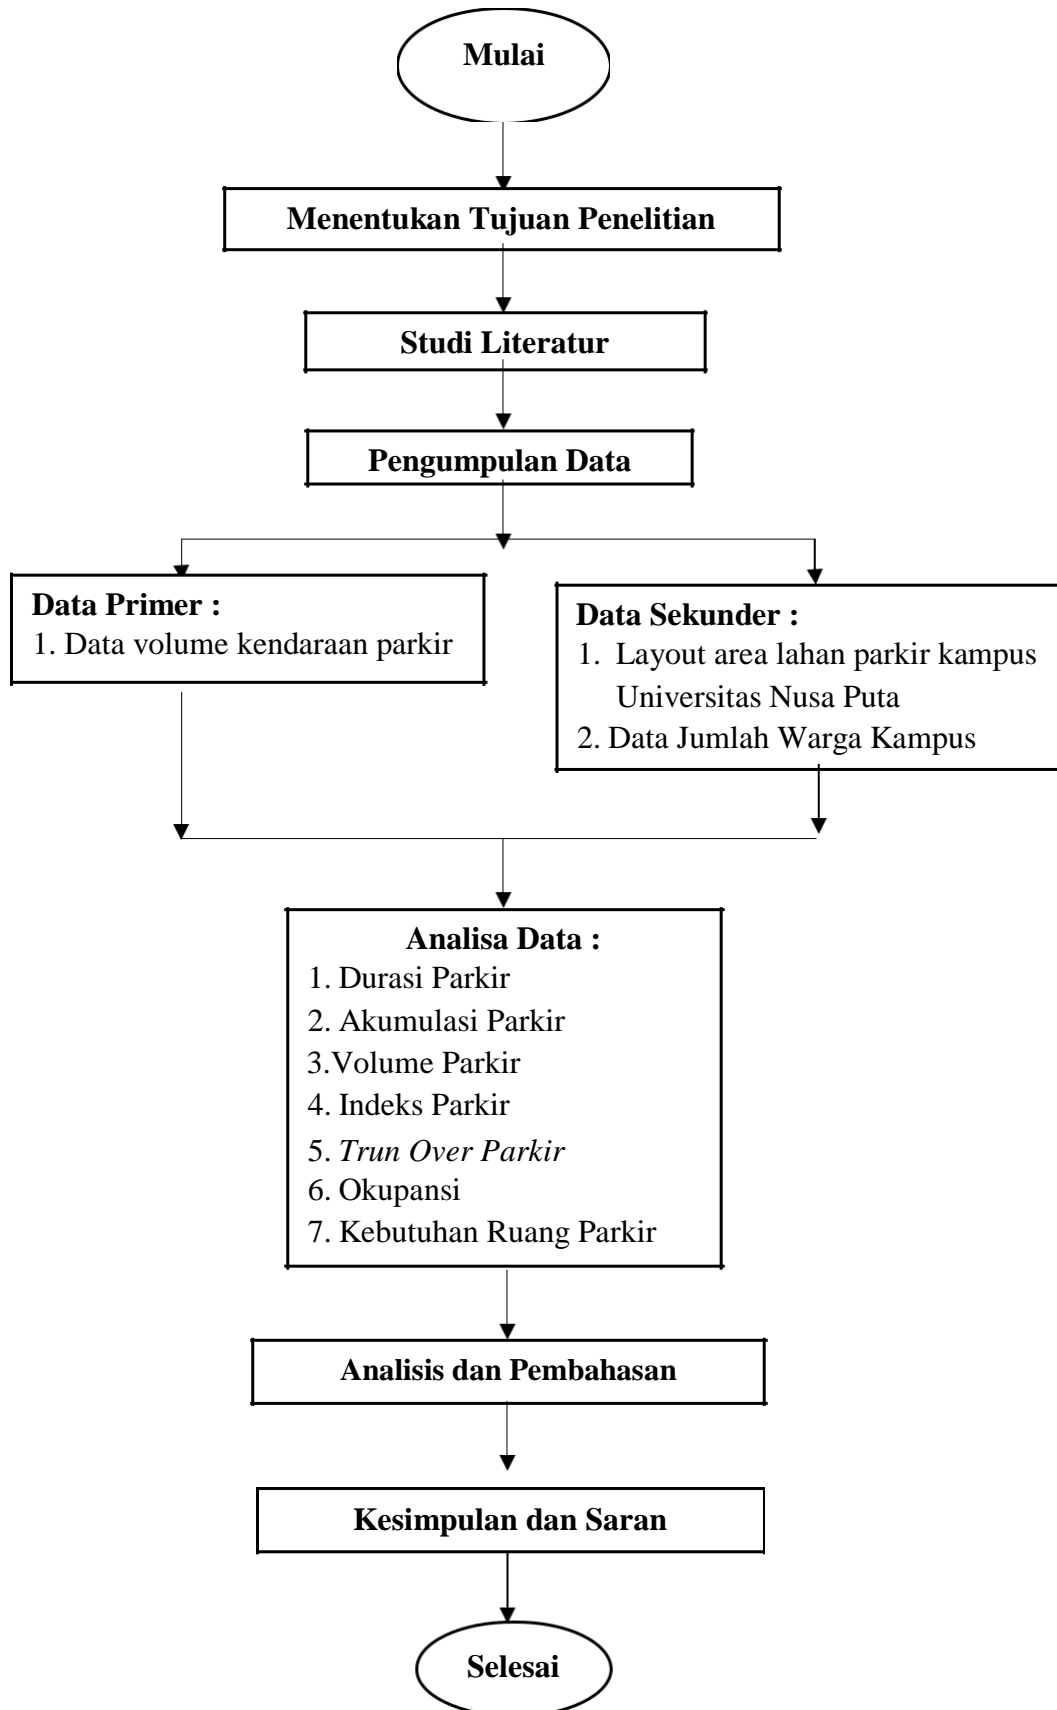 Mulai
Menentukan Tujuan Penelitian
Studi Literatur
Pengumpulan Data
Data Primer :
1. Data volume kendaraan parkir
Data Sekunder :
1. Layout area lahan parkir kampus
Universitas Nusa Puta
2. Data Jumlah Warga Kampus
Analisa Data :
1. Durasi Parkir
2. Akumulasi Parkir
3.Volume Parkir
4. Indeks Parkir
5. Trun Over Parkir
6. Okupansi
7. Kebutuhan Ruang Parkir
Analisis dan Pembahasan
Kesimpulan dan Saran
Selesai